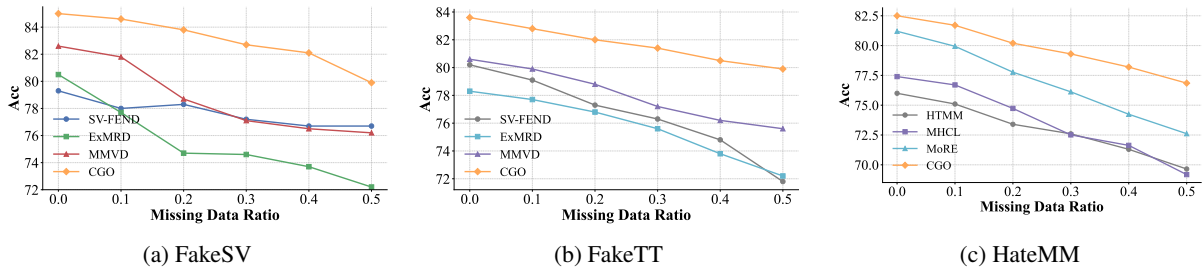 84
82
80
78
76
74
72
Acc
SV-FEND
ExMRD
MMVD
CGO
0.0 0.1 0.2 0.3 0.4 0.5
Missing Data Ratio
(a) FakeSV
84
82
80
78
76
74
72
Acc
SV-FEND
ExMRD
MMVD
CGO
0.0 0.1 0.2 0.3 0.4 0.5
Missing Data Ratio
(b) FakeTT
82.5
80.0
77.5
75.0
72.5
70.0
Acc
HTMM
MHCL
MoRE
CGO
0.0 0.1 0.2 0.3 0.4 0.5
Missing Data Ratio
(c) HateMM